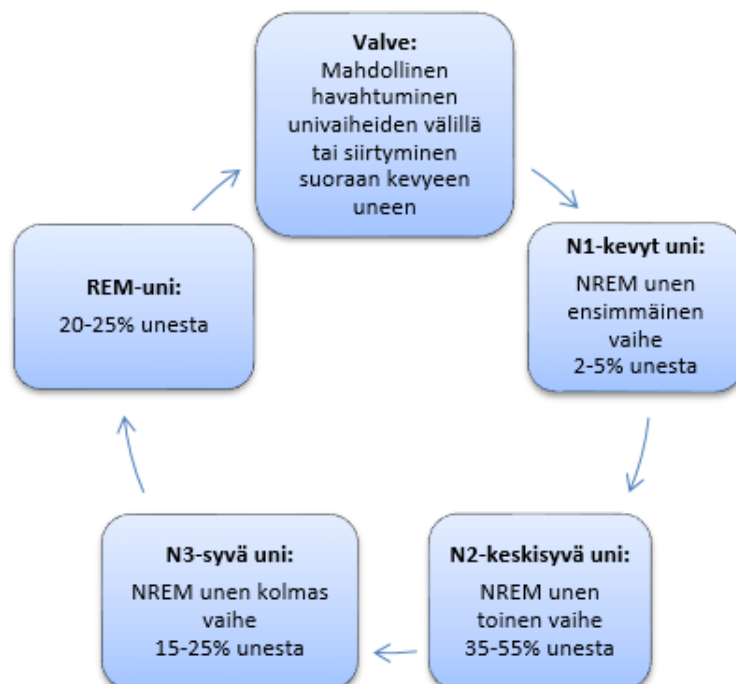 Valve:
Mahdollinen
havahtuminen
univaiheiden välillä
tai siirtyminen
suoraan kevyeen
uneen
N1-kevyt uni:
NREM unen
ensimmäinen
vaihe
2-5% unesta
N2-keskisyvä uni:
NREM unen
toinen vaihe
35-55% unesta
N3-syvä uni:
NREM unen kolmas
vaihe
15-25% unesta
REM-uni:
20-25% unesta